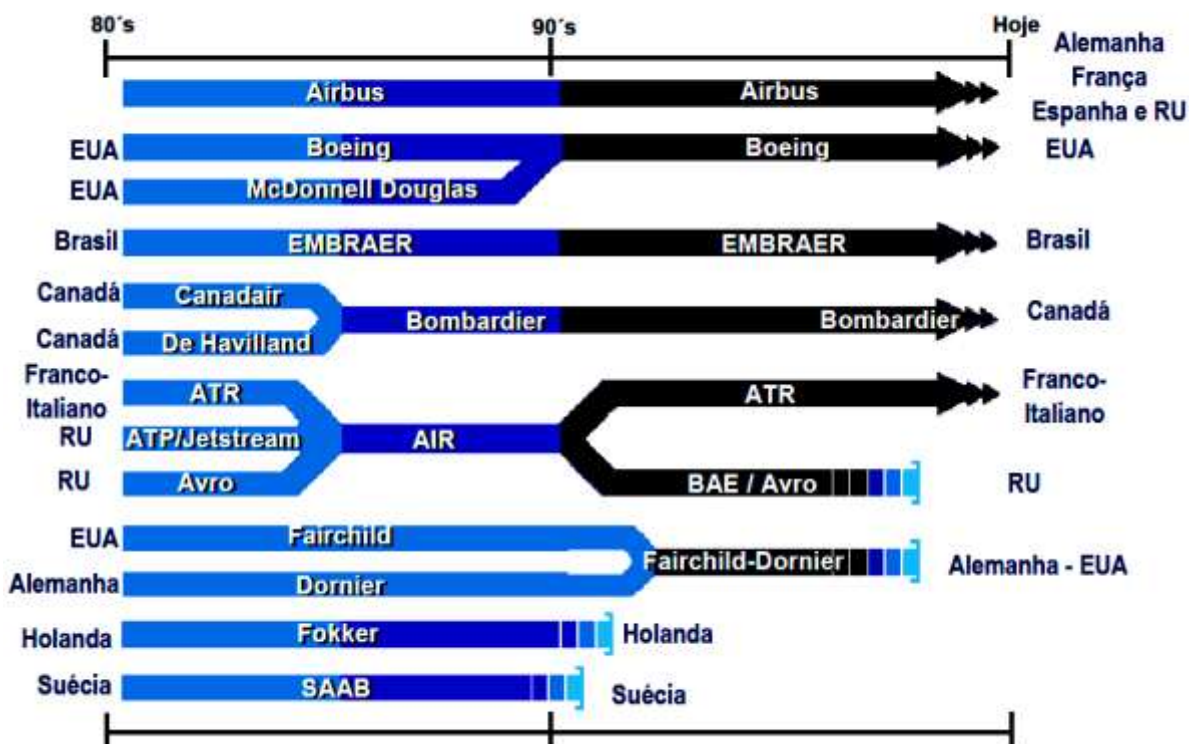 80´s
90´s
Hoje
Alemanha
França
Espanha e RU
Airbus
Airbus
EUA
Boeing
Boeing
EUA
EUA
McDonnell Douglas
Brasil
EMBRAER
EMBRAER
Brasil
Canadá
Canadair
Bombardier
Bombardier
Canadá
Canadá
De Havilland
Franco-
Italiano
ATR
ATR
Franco-
Italiano
RU
ATP/Jetstream
AIR
RU
Avro
BAE / Avro
RU
EUA
Fairchild
Fairchild-Dornier
Alemanha - EUA
Alemanha
Dornier
Holanda
Fokker
Holanda
Suécia
SAAB
Suécia